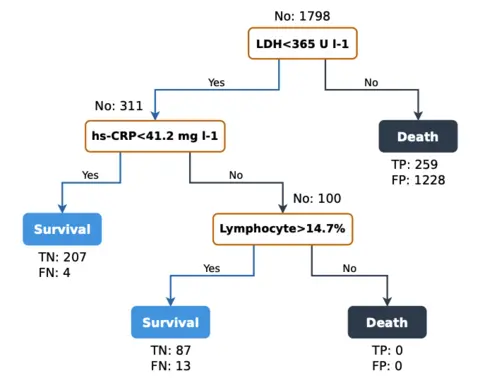 No: 1798
LDH<365 U l-1
Yes
No
No: 311
hs-CRP<41.2 mg l-1
Death
TP: 259
FP: 1228
Yes
No
No: 100
Survival
TN: 207
FN: 4
Lymphocyte>14.7%
Yes
No
Survival
TN: 87
FN: 13
Death
TP: 0
FP: 0